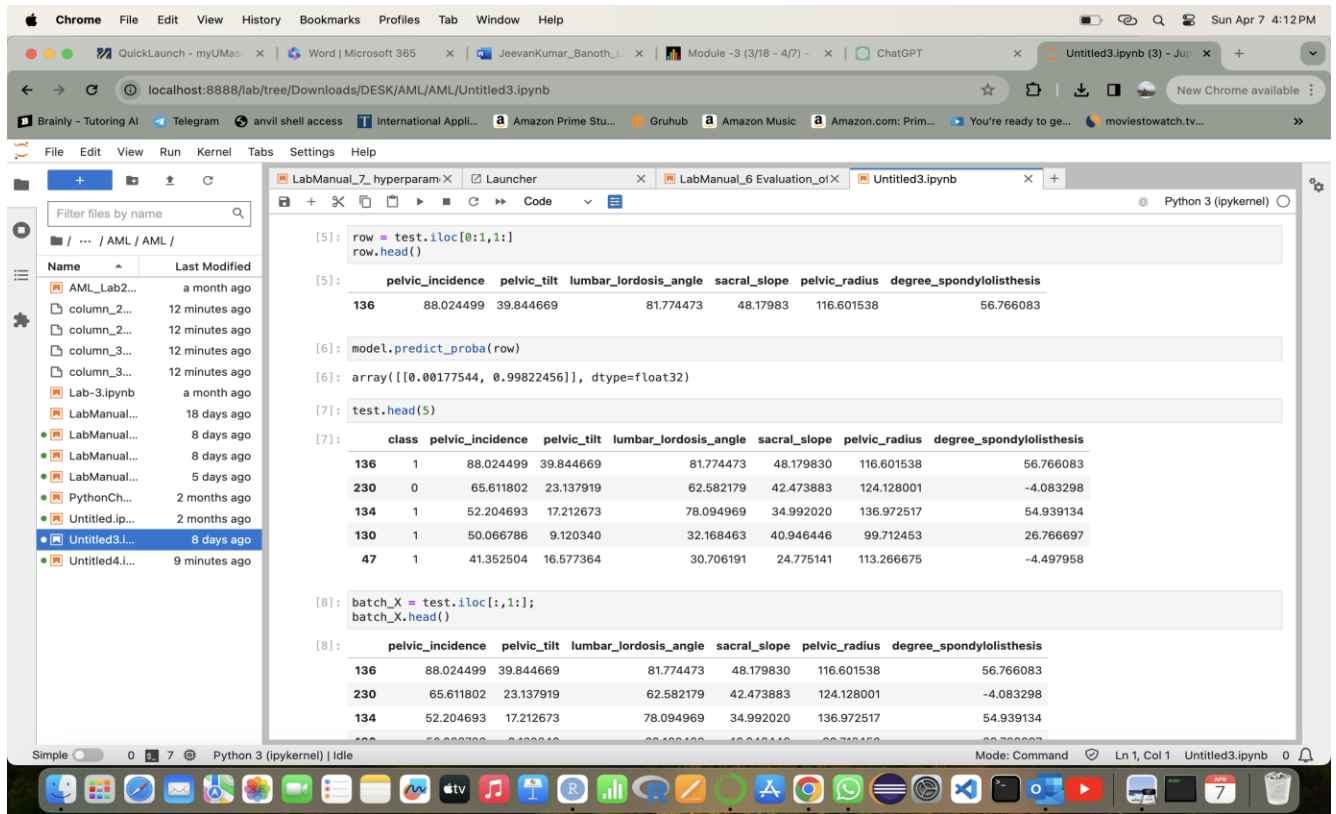 Chrome File Edit View History Bookmarks Profiles Tab Window Help Sun Apr 7 4:12 PM
QuickLaunch - myUMas Word | Microsoft 365 JeevanKumar_Banoth_L Module -3 (3/18 - 4/7) - ChatGPT Untitled3.ipynb (3) - Jup
localhost:8888/lab/tree/Downloads/DESK/AML/AML/Untitled3.ipynb New Chrome available
Brainly - Tutoring AI Telegram anvil shell access International Appli... Amazon Prime Stu... Gruhub Amazon Music Amazon.com: Prim... You're ready to ge... moviestowatch.tv... »
File Edit View Run Kernel Tabs Settings Help
LabManual_7_ hyperparam Launcher LabManual_6 Evaluation_of Untitled3.ipynb
Code Python 3 (ipykernel)
Filter files by name
/ ··· / AML / AML /
Name Last Modified
AML_Lab2... a month ago
column_2... 12 minutes ago
column_2... 12 minutes ago
column_3... 12 minutes ago
column_3... 12 minutes ago
Lab-3.ipynb a month ago
LabManual... 18 days ago
LabManual... 8 days ago
LabManual... 8 days ago
LabManual... 5 days ago
PythonCh... 2 months ago
Untitled.ip... 2 months ago
Untitled3.i... 8 days ago
Untitled4.i... 9 minutes ago
[5]: row = test.iloc[0:1,1:]
row.head()
[5]: pelvic_incidence pelvic_tilt lumbar_lordosis_angle sacral_slope pelvic_radius degree_spondylolisthesis
136 88.024499 39.844669 81.774473 48.17983 116.601538 56.766083
[6]: model.predict_proba(row)
[6]: array([[0.00177544, 0.99822456]], dtype=float32)
[7]: test.head(5)
[7]: class pelvic_incidence pelvic_tilt lumbar_lordosis_angle sacral_slope pelvic_radius degree_spondylolisthesis
136 1 88.024499 39.844669 81.774473 48.179830 116.601538 56.766083
230 0 65.611802 23.137919 62.582179 42.473883 124.128001 -4.083298
134 1 52.204693 17.212673 78.094969 34.992020 136.972517 54.939134
130 1 50.066786 9.120340 32.168463 40.946446 99.712453 26.766697
47 1 41.352504 16.577364 30.706191 24.775141 113.266675 -4.497958
[8]: batch_X = test.iloc[:,1:];
batch_X.head()
[8]: pelvic_incidence pelvic_tilt lumbar_lordosis_angle sacral_slope pelvic_radius degree_spondylolisthesis
136 88.024499 39.844669 81.774473 48.179830 116.601538 56.766083
230 65.611802 23.137919 62.582179 42.473883 124.128001 -4.083298
134 52.204693 17.212673 78.094969 34.992020 136.972517 54.939134
Simple 0 7 Python 3 (ipykernel) | Idle Mode: Command Ln 1, Col 1 Untitled3.ipynb 0
tv R APR 7